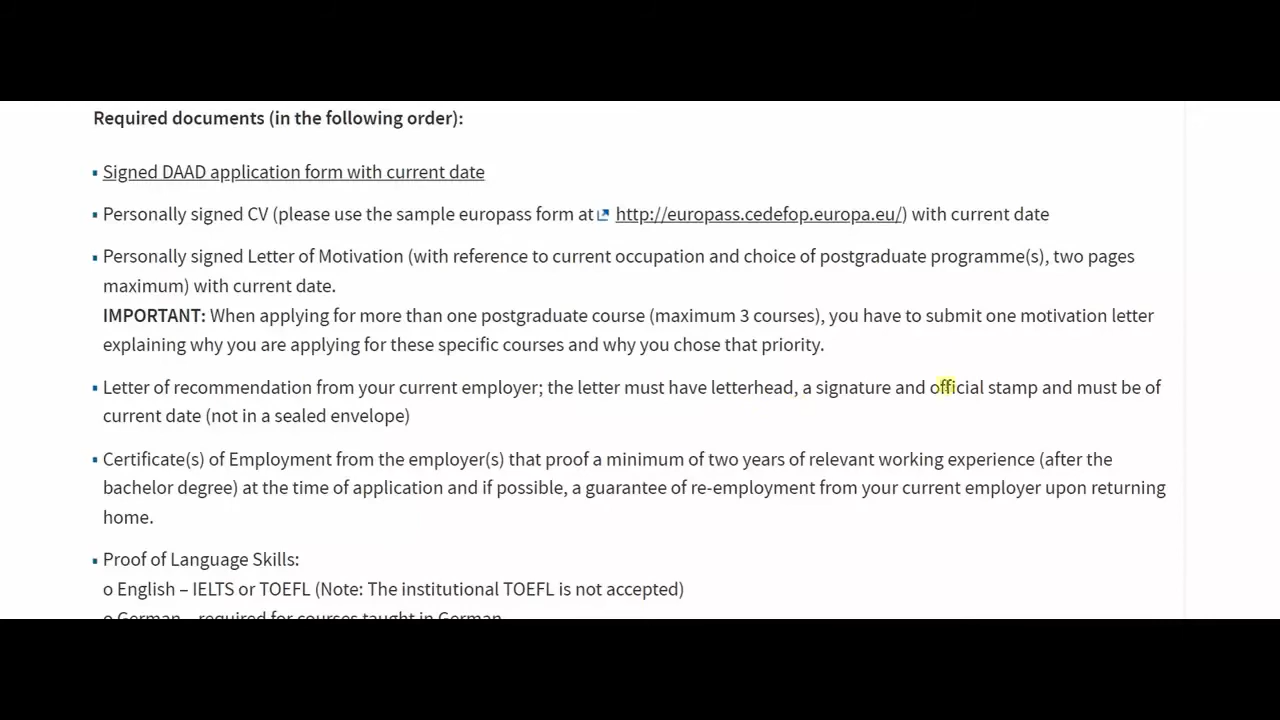 Required documents (in the following order):
▪ Signed DAAD application form with current date
▪ Personally signed CV (please use the sample europass form at http://europass.cedefop.europa.eu/) with current date
▪ Personally signed Letter of Motivation (with reference to current occupation and choice of postgraduate programme(s), two pages
maximum) with current date.
IMPORTANT: When applying for more than one postgraduate course (maximum 3 courses), you have to submit one motivation letter
explaining why you are applying for these specific courses and why you chose that priority.
▪ Letter of recommendation from your current employer; the letter must have letterhead, a signature and official stamp and must be of
current date (not in a sealed envelope)
▪ Certificate(s) of Employment from the employer(s) that proof a minimum of two years of relevant working experience (after the
bachelor degree) at the time of application and if possible, a guarantee of re-employment from your current employer upon returning
home.
▪ Proof of Language Skills:
o English – IELTS or TOEFL (Note: The institutional TOEFL is not accepted)
o German – required for courses taught in German